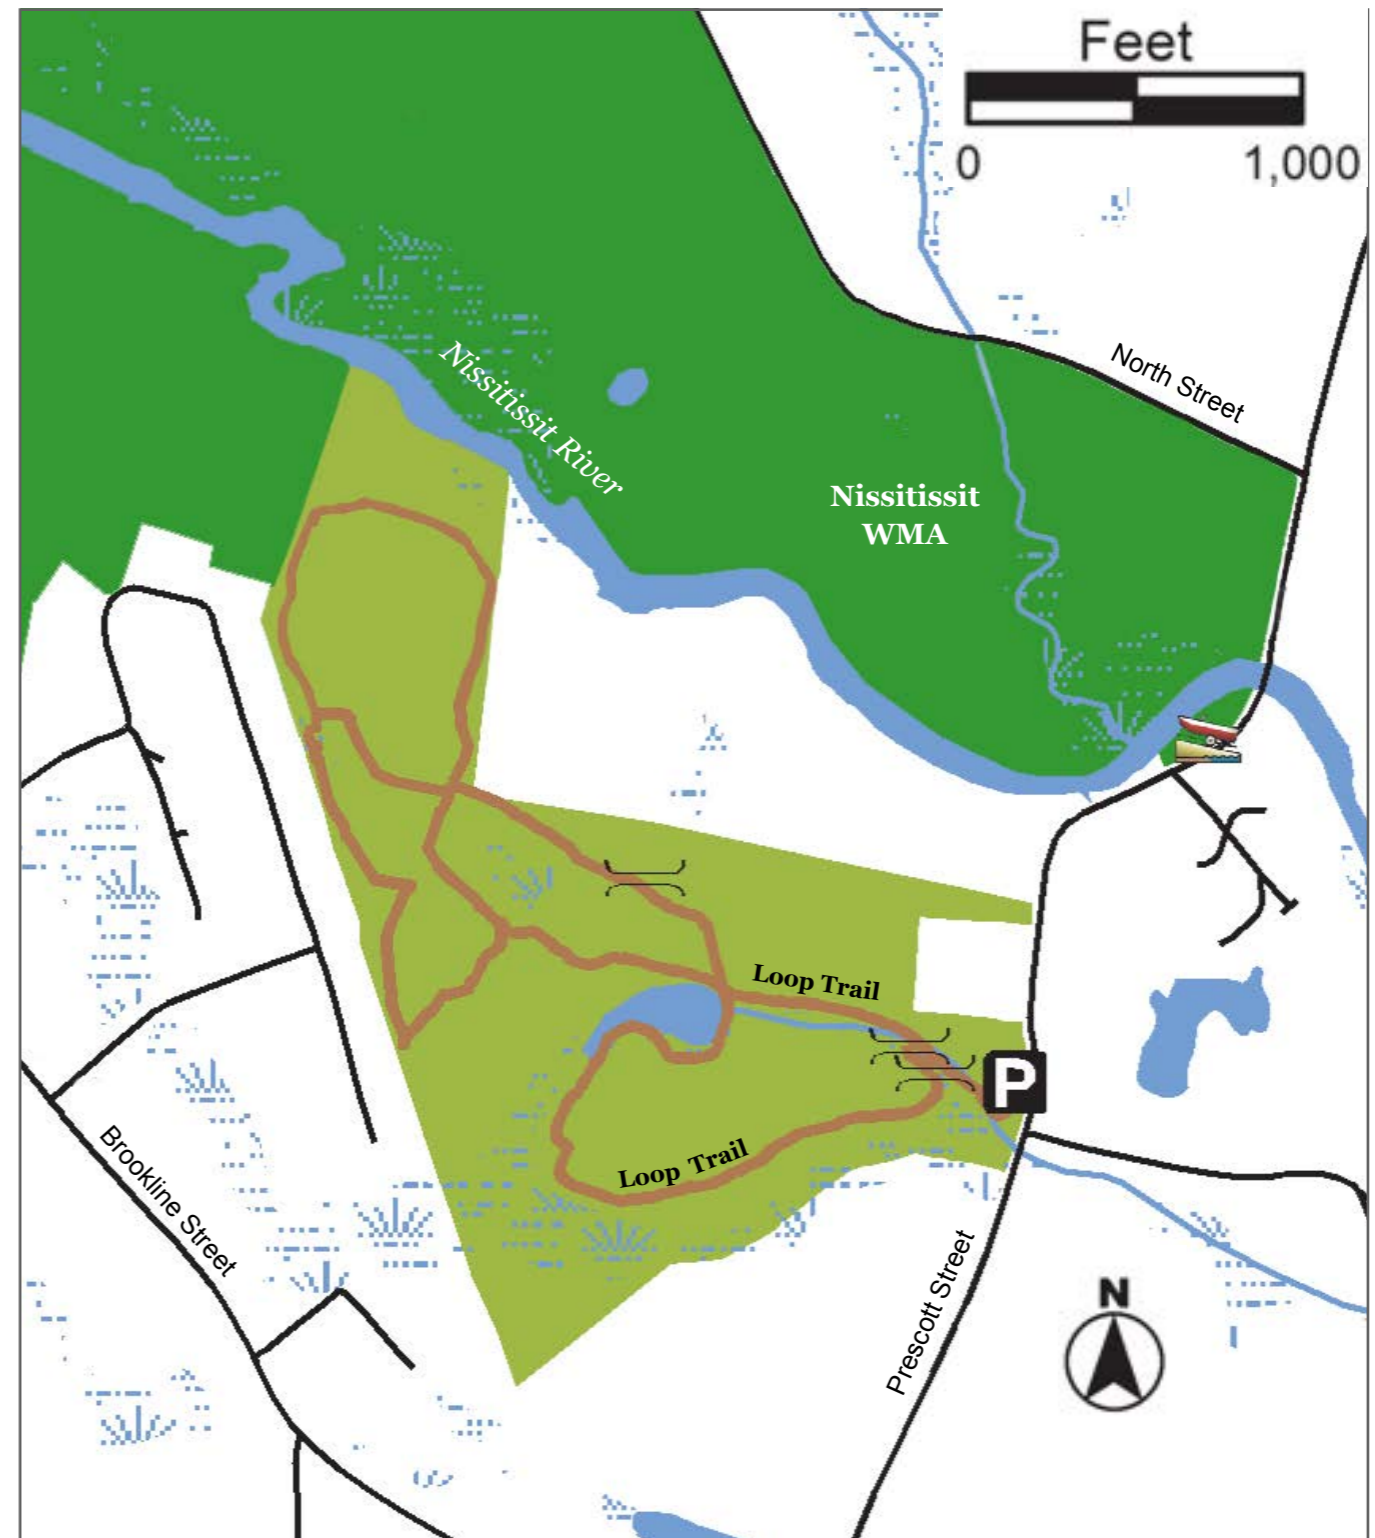 Feet
0 1,000
North Street
Nissitissit River
Nissitissit
WMA
Loop Trail
P
Loop Trail
Brookline Street
Prescott Street
N